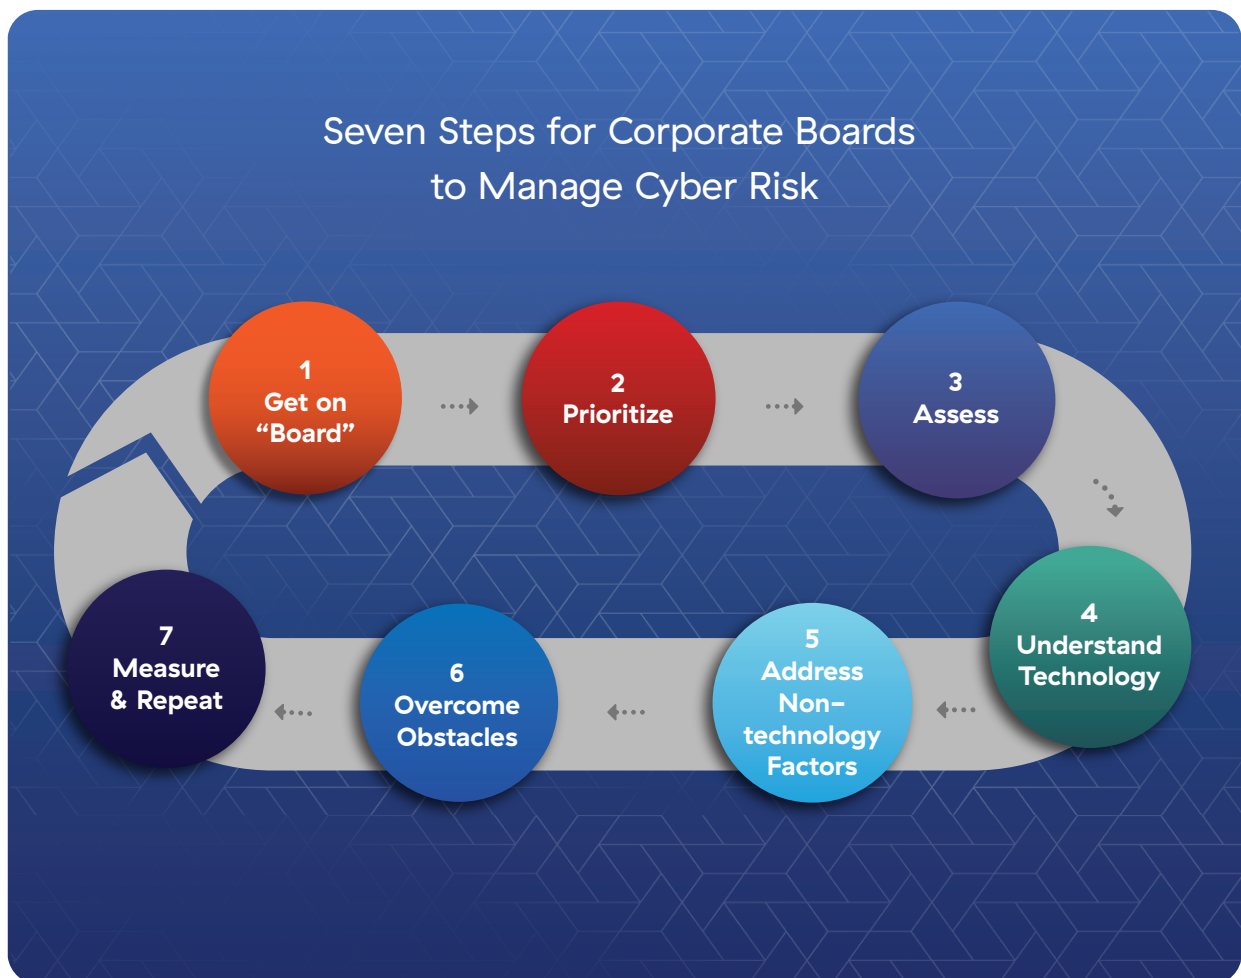 Seven Steps for Corporate Boards
to Manage Cyber Risk
1
Get on
“Board”
2
Prioritize
3
Assess
4
Understand
Technology
5
Address
Non–
technology
Factors
6
Overcome
Obstacles
7
Measure
& Repeat